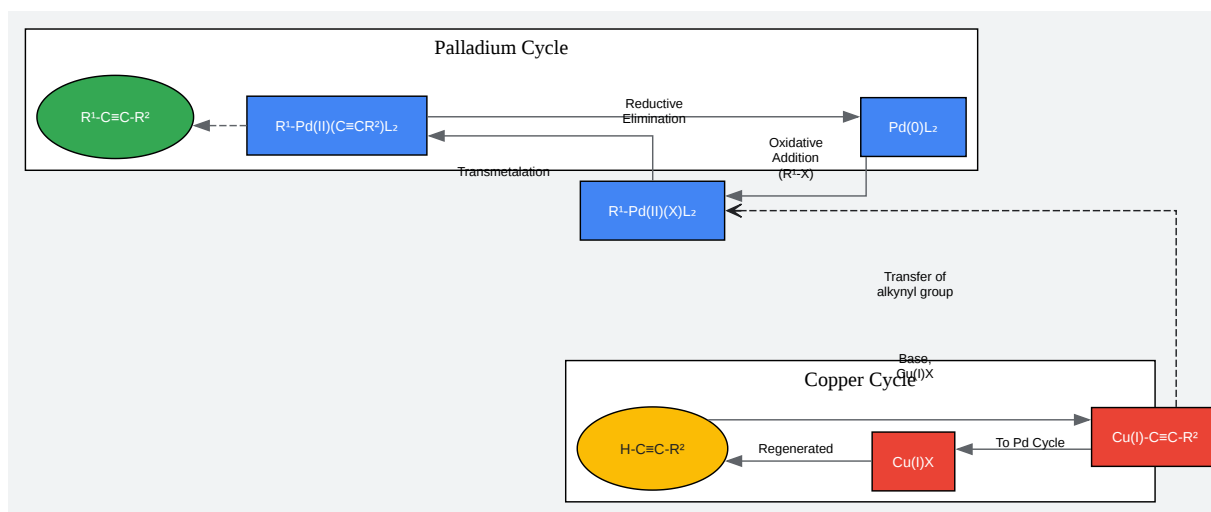 Palladium Cycle
R¹-C≡C-R²
R¹-Pd(II)(C≡CR²)L₂
Reductive
Elimination
Pd(0)L₂
Oxidative
Addition
(R¹-X)
Transmetalation
R¹-Pd(II)(X)L₂
Transfer of
alkynyl group
Base,
Cu(I)X
Copper Cycle
H-C≡C-R²
Regenerated
Cu(I)X
To Pd Cycle
Cu(I)-C≡C-R²